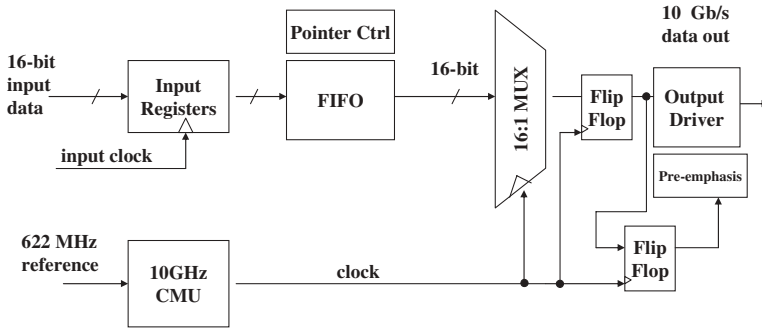 10 Gb/s
data out
Pointer Ctrl
16-bit
input
data
Input
Registers
FIFO
16-bit
16:1 MUX
Flip
Flop
Output
Driver
input clock
Pre-emphasis
622 MHz
reference
10GHz
CMU
clock
Flip
Flop